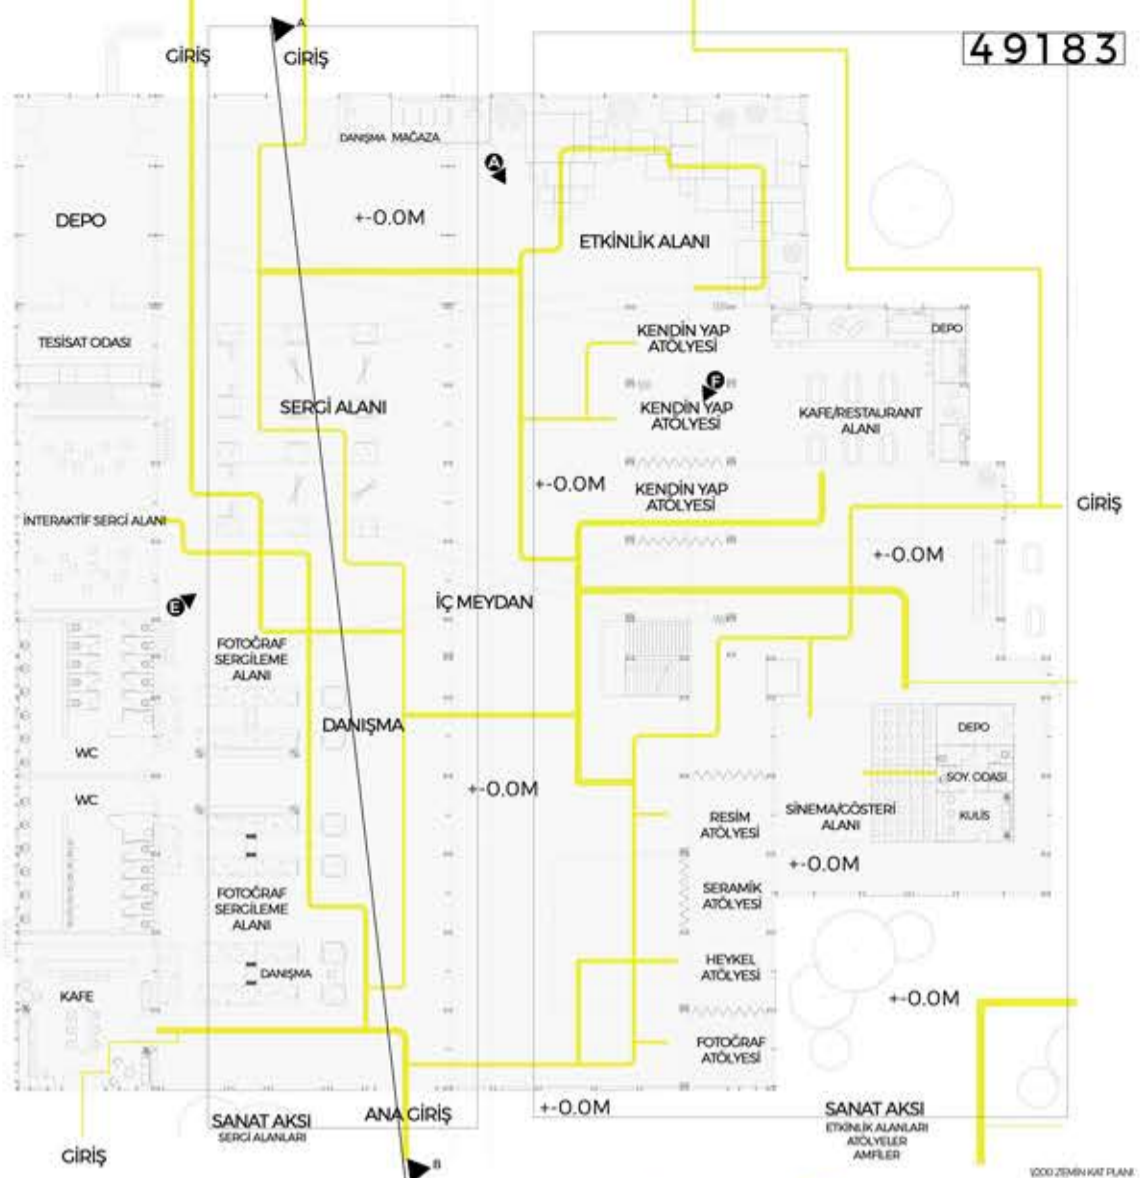 A
GİRİŞ
GİRİŞ
49183
DANIŞMA MAĞAZA
A
DEPO
+-0.0M
ETKİNLİK ALANI
KENDİN YAP
ATÖLYESİ
DEPO
TESİSAT ODASI
F
SERGİ ALANI
KENDİN YAP
ATÖLYESİ
KAFE/RESTAURANT
ALANI
+-0.0M
KENDİN YAP
ATÖLYESİ
GİRİŞ
İNTERAKTİF SERGİ ALANI
+-0.0M
E
İÇ MEYDAN
FOTOĞRAF
SERGİLEME
ALANI
DANIŞMA
DEPO
WC
SOY. ODASI
+-0.0M
WC
RESİM
ATÖLYESİ
SİNEMA/GÖSTERİ
ALANI
KULİS
+-0.0M
FOTOĞRAF
SERGİLEME
ALANI
SERAMİK
ATÖLYESİ
DANIŞMA
HEYKEL
ATÖLYESİ
KAFE
+-0.0M
FOTOĞRAF
ATÖLYESİ
SANAT AKSI
SERGİ ALANLARI
ANA GİRİŞ
+-0.0M
SANAT AKSI
ETKİNLİK ALANLARI
ATÖLYELER
AMFİLER
GİRİŞ
B
1/200 ZEMİN KAT PLANI